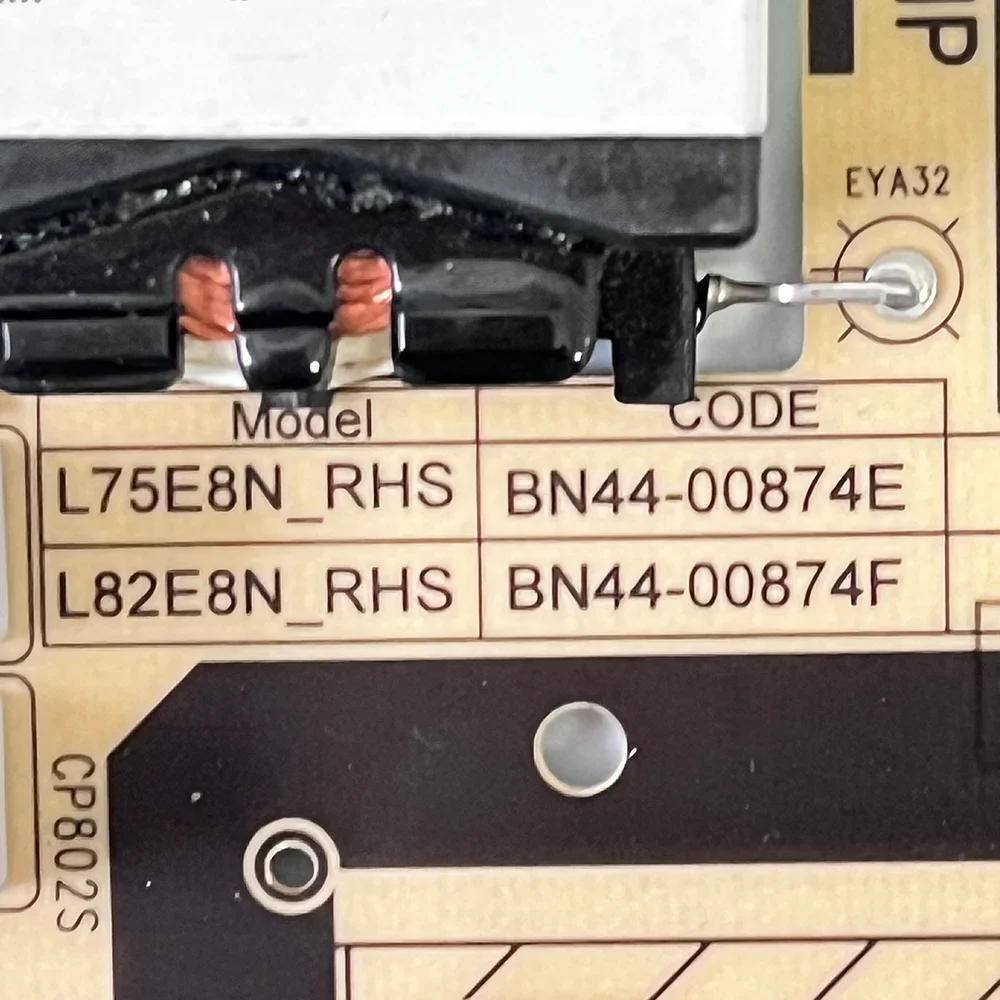 EYA32
Model CODE
L75E8N_RHS BN44-00874E
L82E8N_RHS BN44-00874F
CP802S